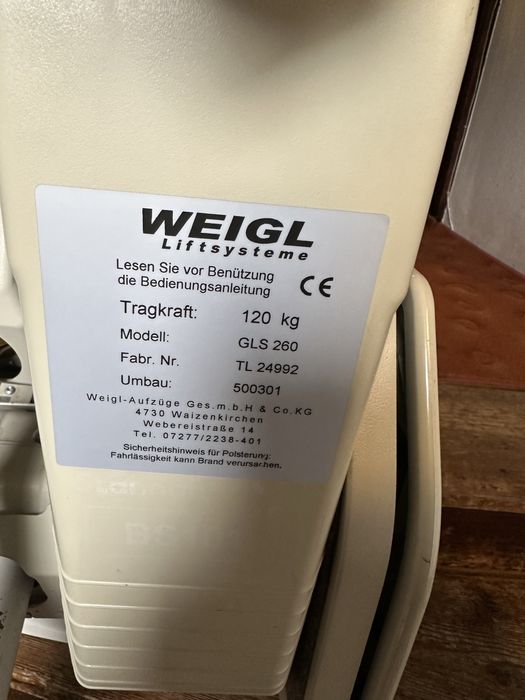 WEIGL
Liftsysteme
Lesen Sie vor Benützung
die Bedienungsanleitung
CE
Tragkraft: 120 kg
Modell: GLS 260
Fabr. Nr. TL 24992
Umbau: 500301
Weigl-Aufzüge Ges.m.b.H & Co.KG
4730 Waizenkirchen
Webereistraße 14
Tel. 07277/2238-401
Sicherheitshinweis für Polsterung:
Fahrlässigkeit kann Brand verursachen.